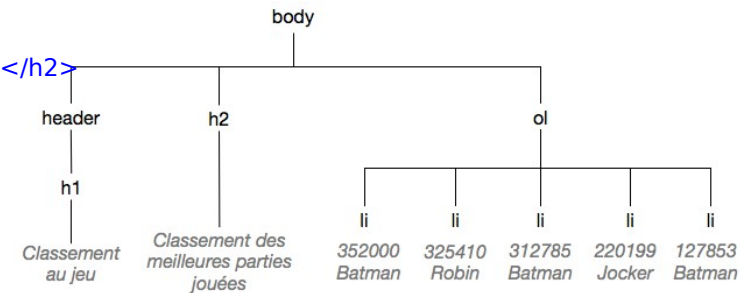 body
</h2>
header
h2
ol
h1
li
li
li
li
li
Classement
au jeu
Classement des
meilleures parties
jouées
352000
Batman
325410
Robin
312785
Batman
220199
Jocker
127853
Batman